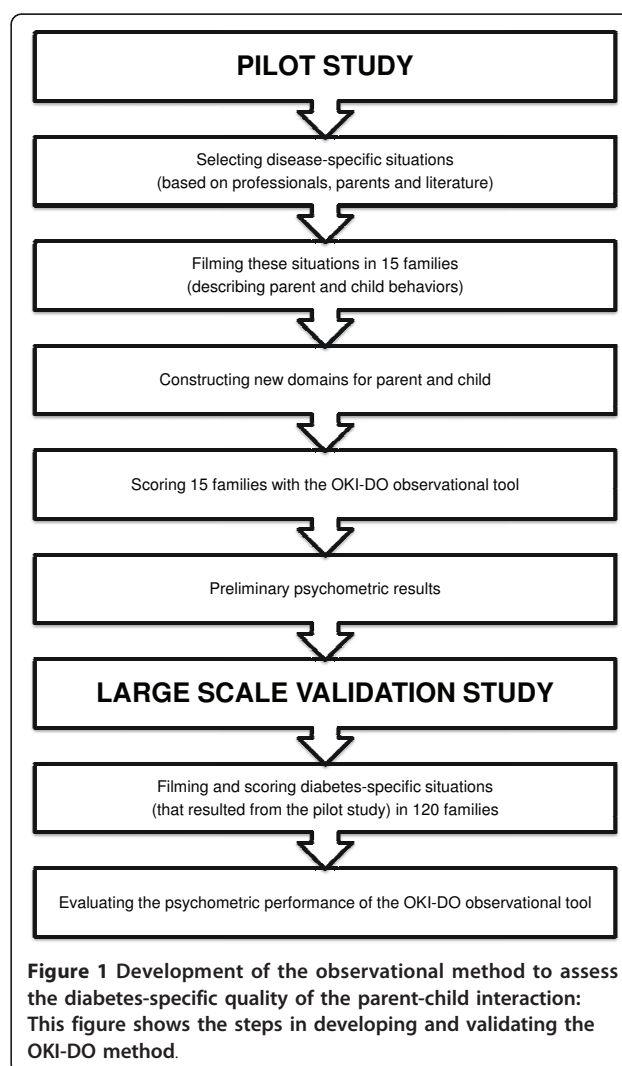 PILOT STUDY
Selecting disease-specific situations
(based on professionals, parents and literature)
Filming these situations in 15 families
(describing parent and child behaviors)
Constructing new domains for parent and child
Scoring 15 families with the OKI-DO observational tool
Preliminary psychometric results
LARGE SCALE VALIDATION STUDY
Filming and scoring diabetes-specific situations
(that resulted from the pilot study) in 120 families
Evaluating the psychometric performance of the OKI-DO observational tool
Figure 1 Development of the observational method to assess
the diabetes-specific quality of the parent-child interaction:
This figure shows the steps in developing and validating the
OKI-DO method.